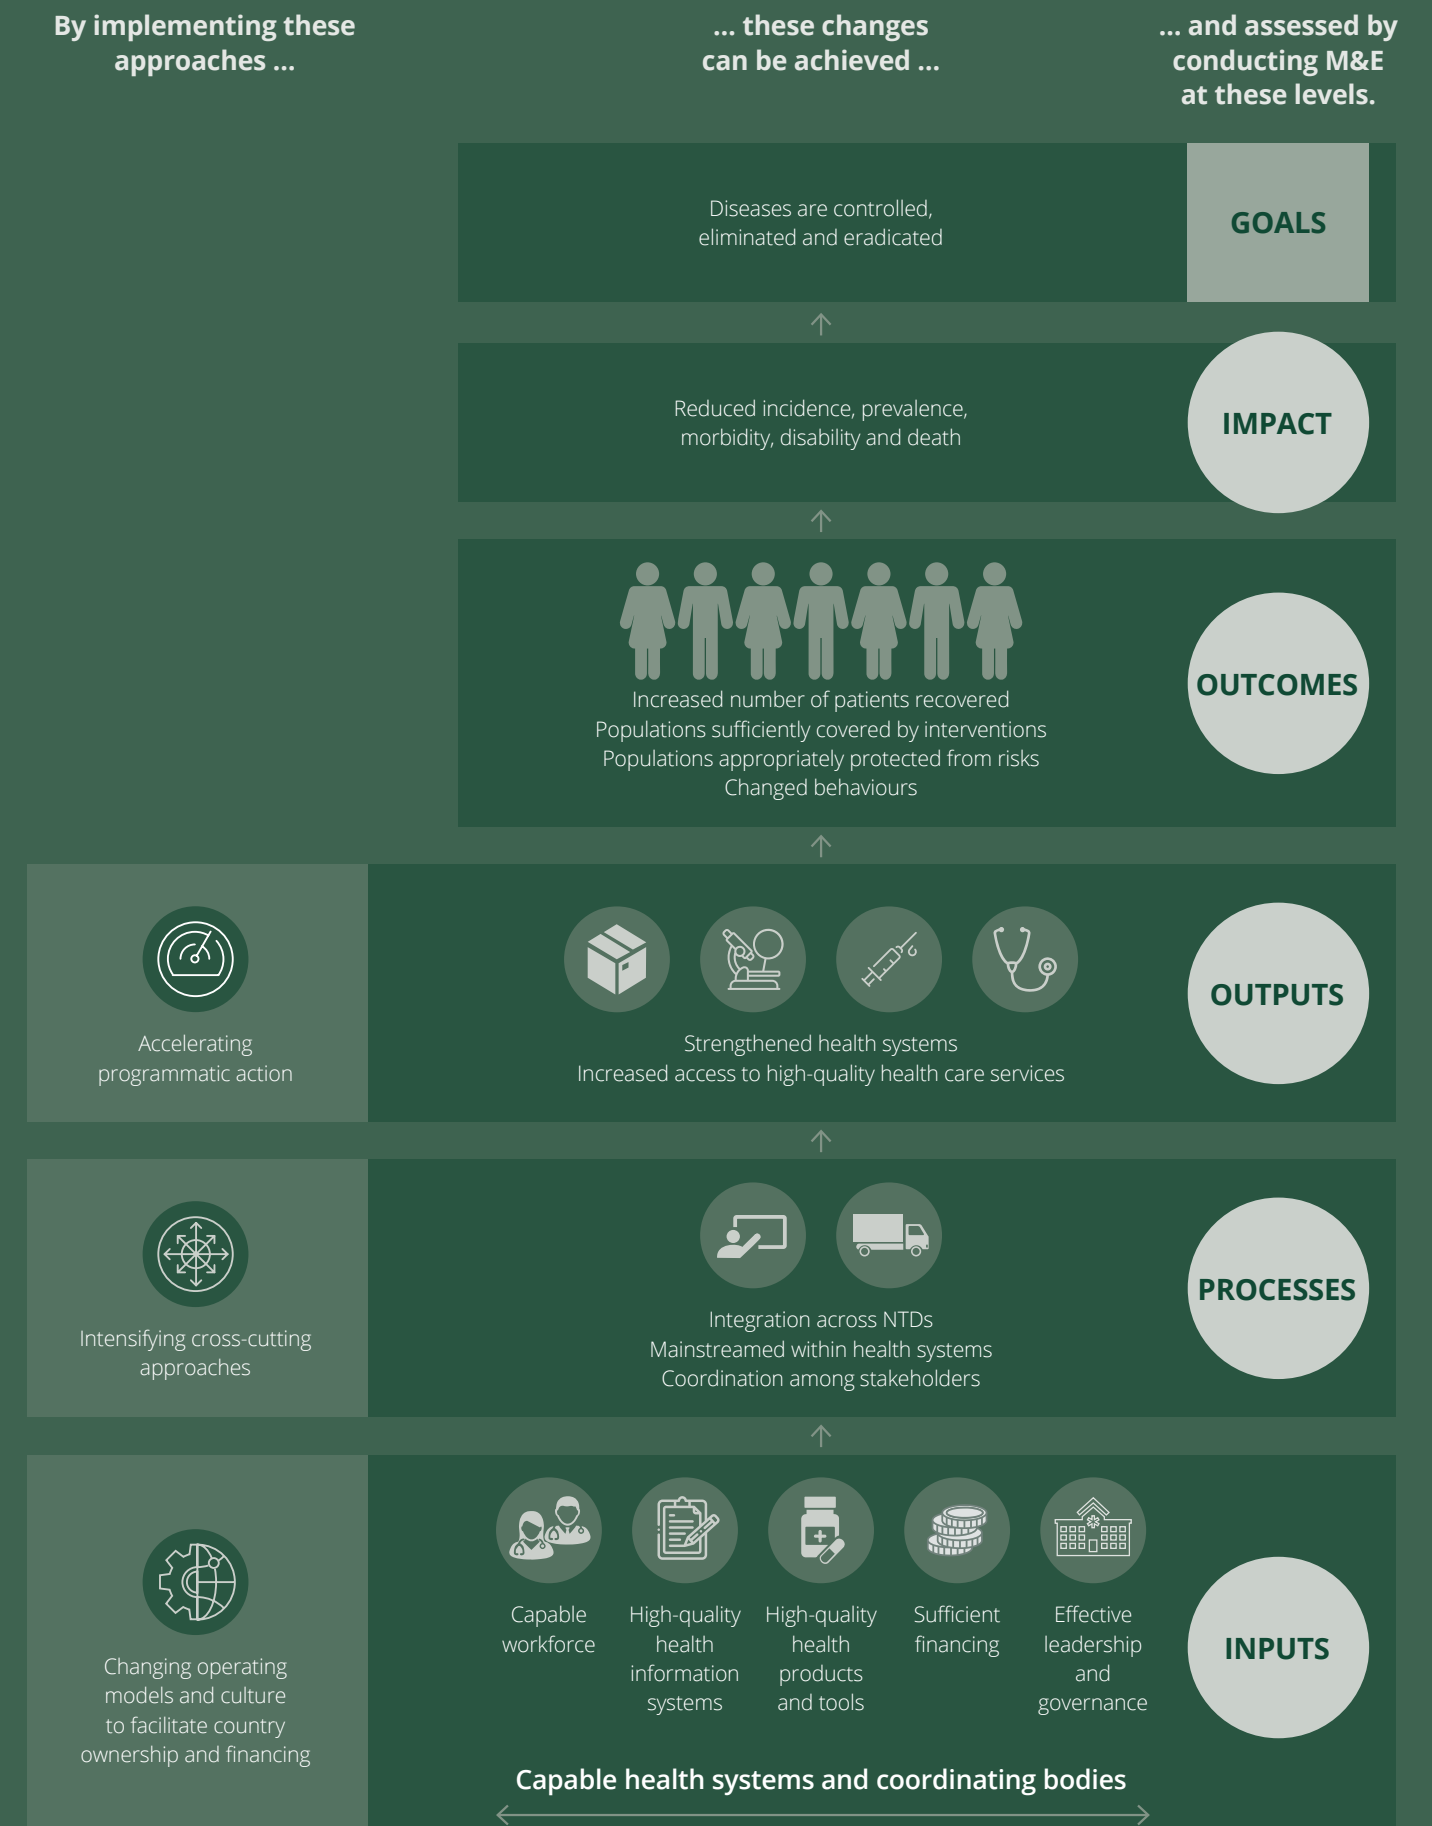 By implementing these
approaches ...
... these changes
can be achieved ...
... and assessed by
conducting M&E
at these levels.
Diseases are controlled,
eliminated and eradicated
GOALS
Reduced incidence, prevalence,
morbidity, disability and death
IMPACT
Increased number of patients recovered
Populations sufficiently covered by interventions
Populations appropriately protected from risks
Changed behaviours
OUTCOMES
Accelerating
programmatic action
Strengthened health systems
Increased access to high-quality health care services
OUTPUTS
Intensifying cross-cutting
approaches
Integration across NTDs
Mainstreamed within health systems
Coordination among stakeholders
PROCESSES
Changing operating
models and culture
to facilitate country
ownership and financing
Capable
workforce
High-quality
health
information
systems
High-quality
health
products
and tools
Sufficient
financing
Effective
leadership
and
governance
INPUTS
Capable health systems and coordinating bodies